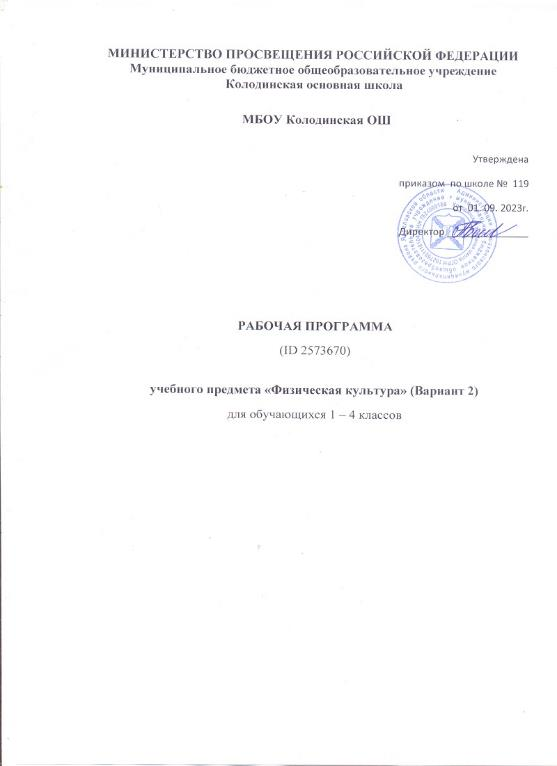 МИНИСТЕРСТВО ПРОСВЕЩЕНИЯ РОССИЙСКОЙ ФЕДЕРАЦИИ
Муниципальное бюджетное общеобразовательное учреждение
Колодинская основная школа
МБОУ Колодинская ОШ
Утверждена
приказом по школе № 119
от 01. 09. 2023г.
Директор
РАБОЧАЯ ПРОГРАММА
(ID 2573670)
учебного предмета «Физическая культура» (Вариант 2)
для обучающихся 1 – 4 классов